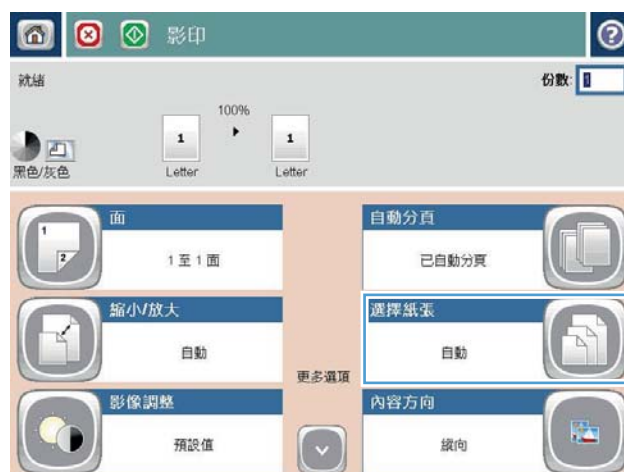 影印
就緒
份數: 1
100%
1
1
黑色/灰色
Letter
Letter
面
1
2
1 至 1 面
自動分頁
已自動分頁
縮小/放大
自動
選擇紙張
自動
更多選項
影像調整
預設值
內容方向
縱向